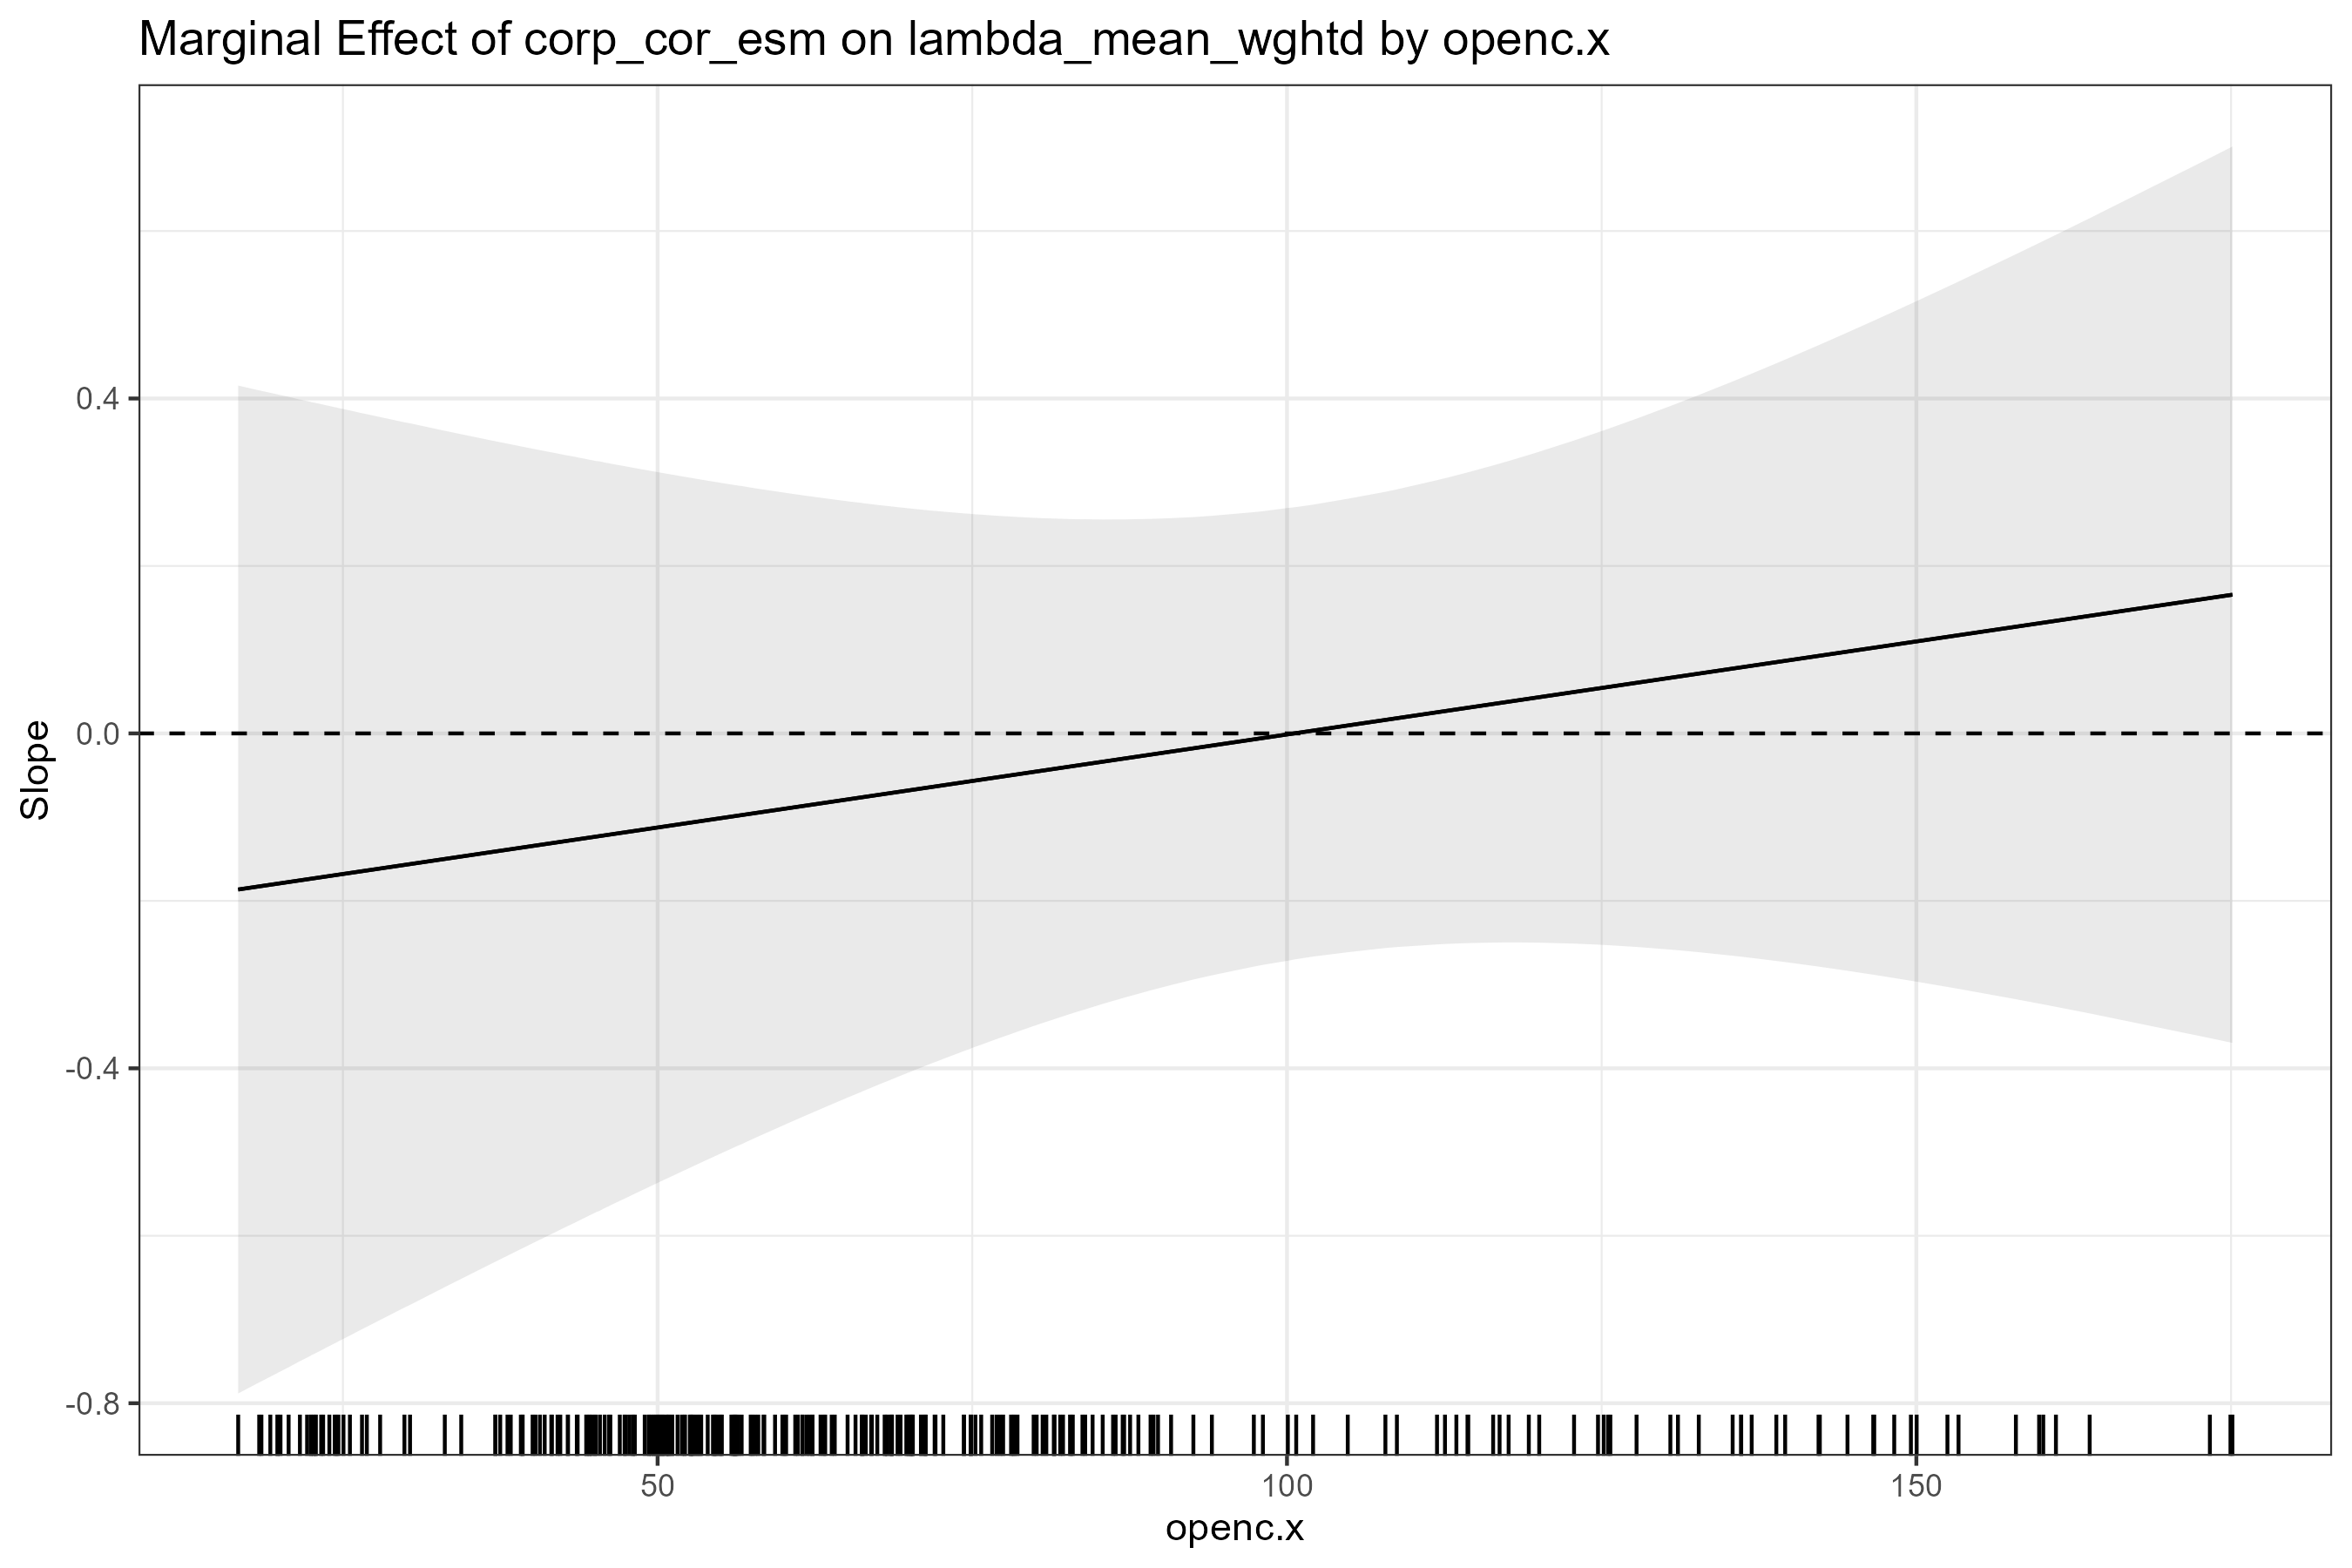 Marginal Effect of corp_cor_esm on lambda_mean_wghtd by openc.x
0.4
0.0
-0.4
-0.8
Slope
50
100
150
openc.x